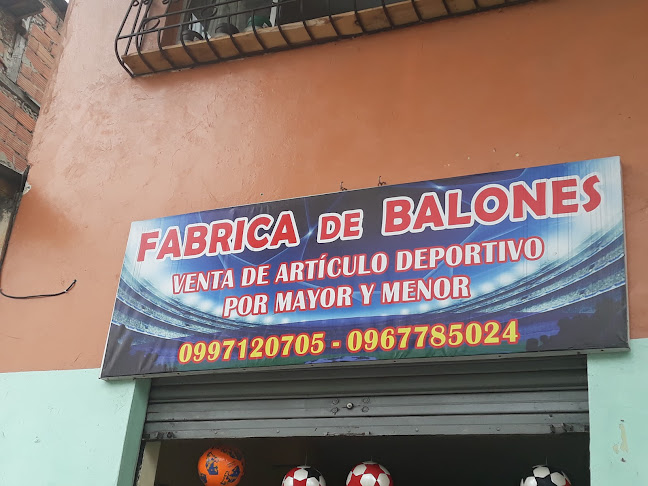 FABRICA DE BALONES
VENTA DE ARTÍCULO DEPORTIVO
POR MAYOR Y MENOR
0997120705 - 0967785024